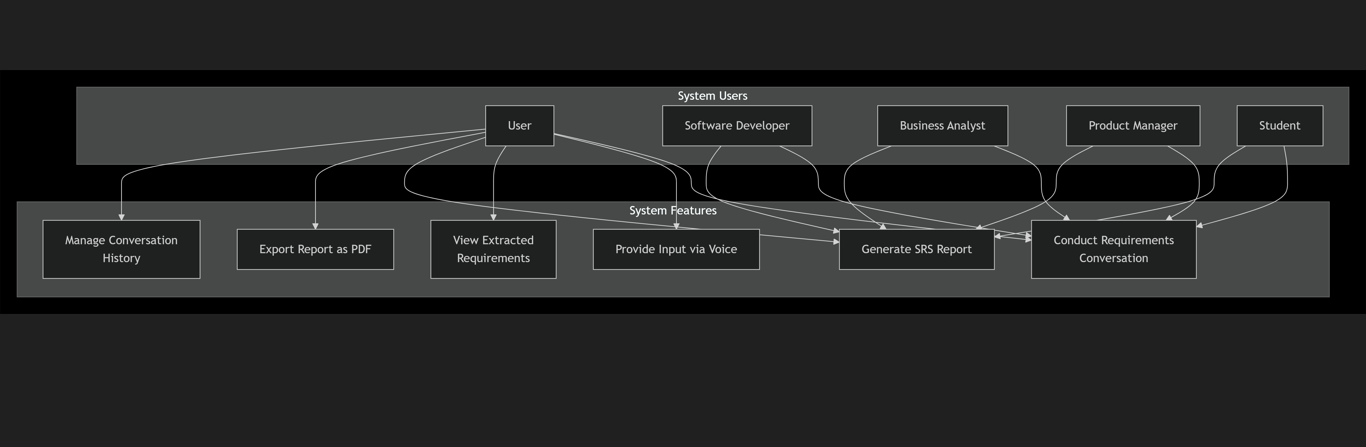 System Users
User
Software Developer
Business Analyst
Product Manager
Student
System Features
Manage Conversation
History
Export Report as PDF
View Extracted
Requirements
Provide Input via Voice
Generate SRS Report
Conduct Requirements
Conversation